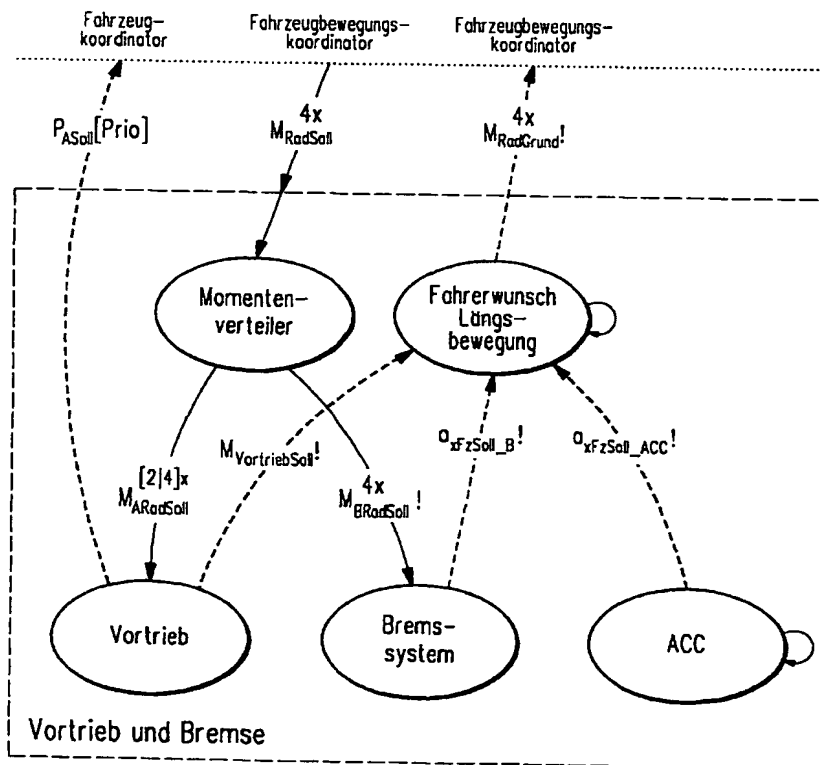 Fahrzeug-
koordinator
Fahrzeugbewegungs-
koordinator
Fahrzeugbewegungs-
koordinator
P_ASoll[Prio]
4x
M_RadSoll
4x
M_RadGrund!
Momenten-
verteiler
Fahrerwunsch
Längs-
bewegung
M_VortriebSoll!
a_xFzSoll_B!
a_xFzSoll_ACC!
[2|4]x
M_ARadSoll
4x
M_BRadSoll!
Vortrieb
Brems-
system
ACC
Vortrieb und Bremse